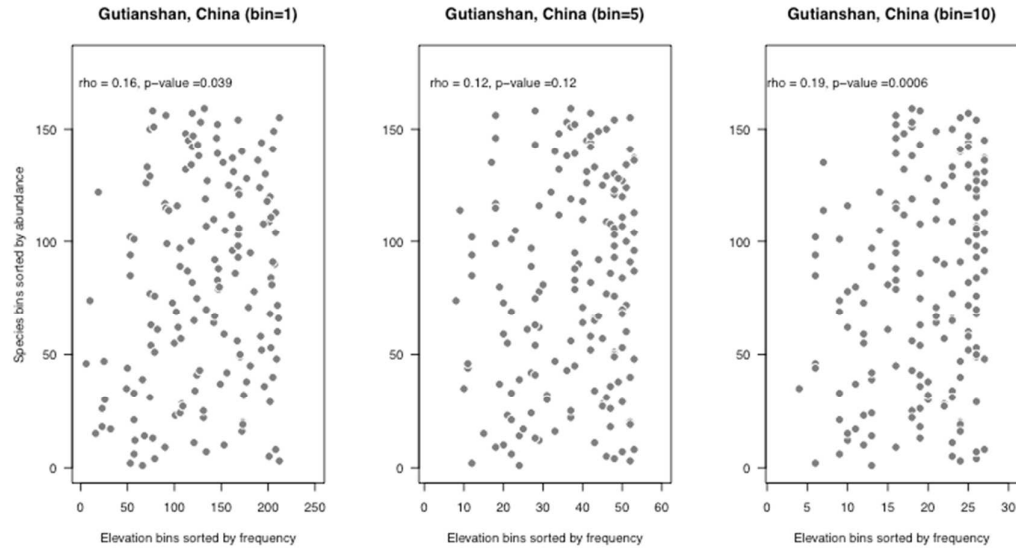 Gutianshan, China (bin=1)
rho = 0.16, p-value =0.039
Species bins sorted by abundance
150
100
50
0
0 50 100 150 200 250
Elevation bins sorted by frequency
Gutianshan, China (bin=5)
rho = 0.12, p-value =0.12
150
100
50
0
0 10 20 30 40 50 60
Elevation bins sorted by frequency
Gutianshan, China (bin=10)
rho = 0.19, p-value =0.0006
150
100
50
0
0 5 10 15 20 25 30
Elevation bins sorted by frequency